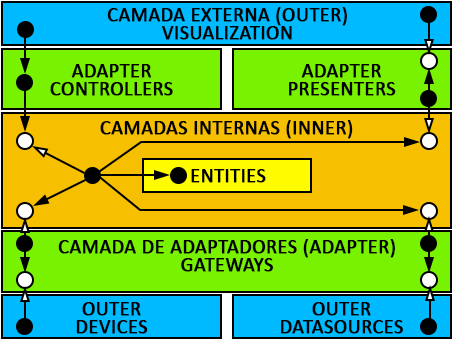 CAMADA EXTERNA (OUTER)
VISUALIZATION
ADAPTER
CONTROLLERS
ADAPTER
PRESENTERS
CAMADAS INTERNAS (INNER)
ENTITIES
CAMADA DE ADAPTADORES (ADAPTER)
GATEWAYS
OUTER
DEVICES
OUTER
DATASOURCES